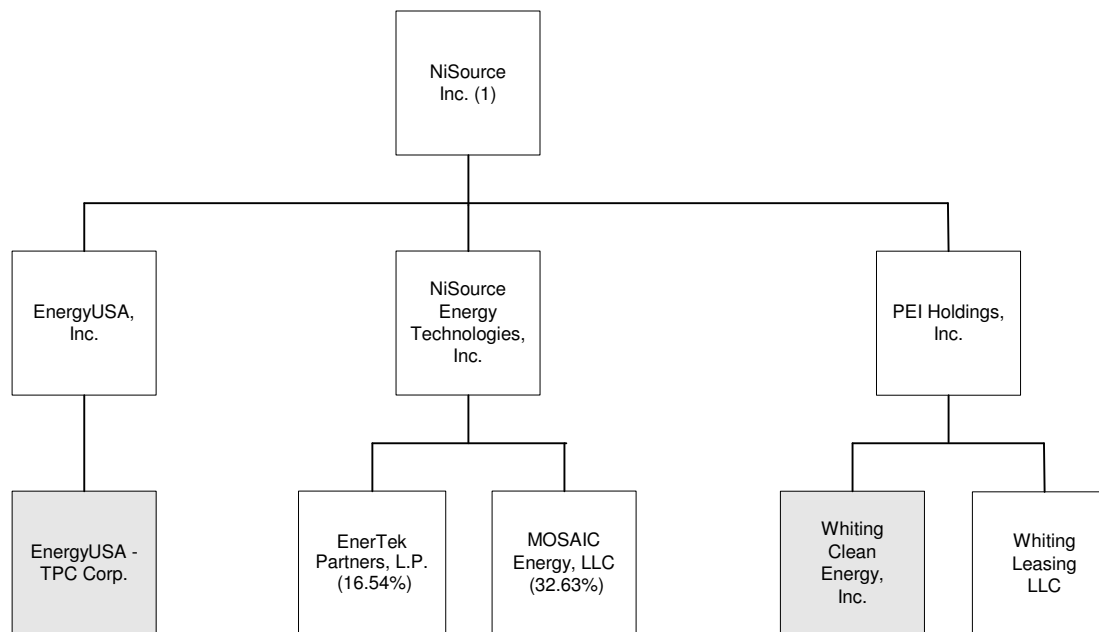 NiSource
Inc. (1)
EnergyUSA,
Inc.
NiSource
Energy
Technologies,
Inc.
PEI Holdings,
Inc.
EnergyUSA -
TPC Corp.
EnerTek
Partners, L.P.
(16.54%)
MOSAIC
Energy, LLC
(32.63%)
Whiting
Clean
Energy,
Inc.
Whiting
Leasing
LLC